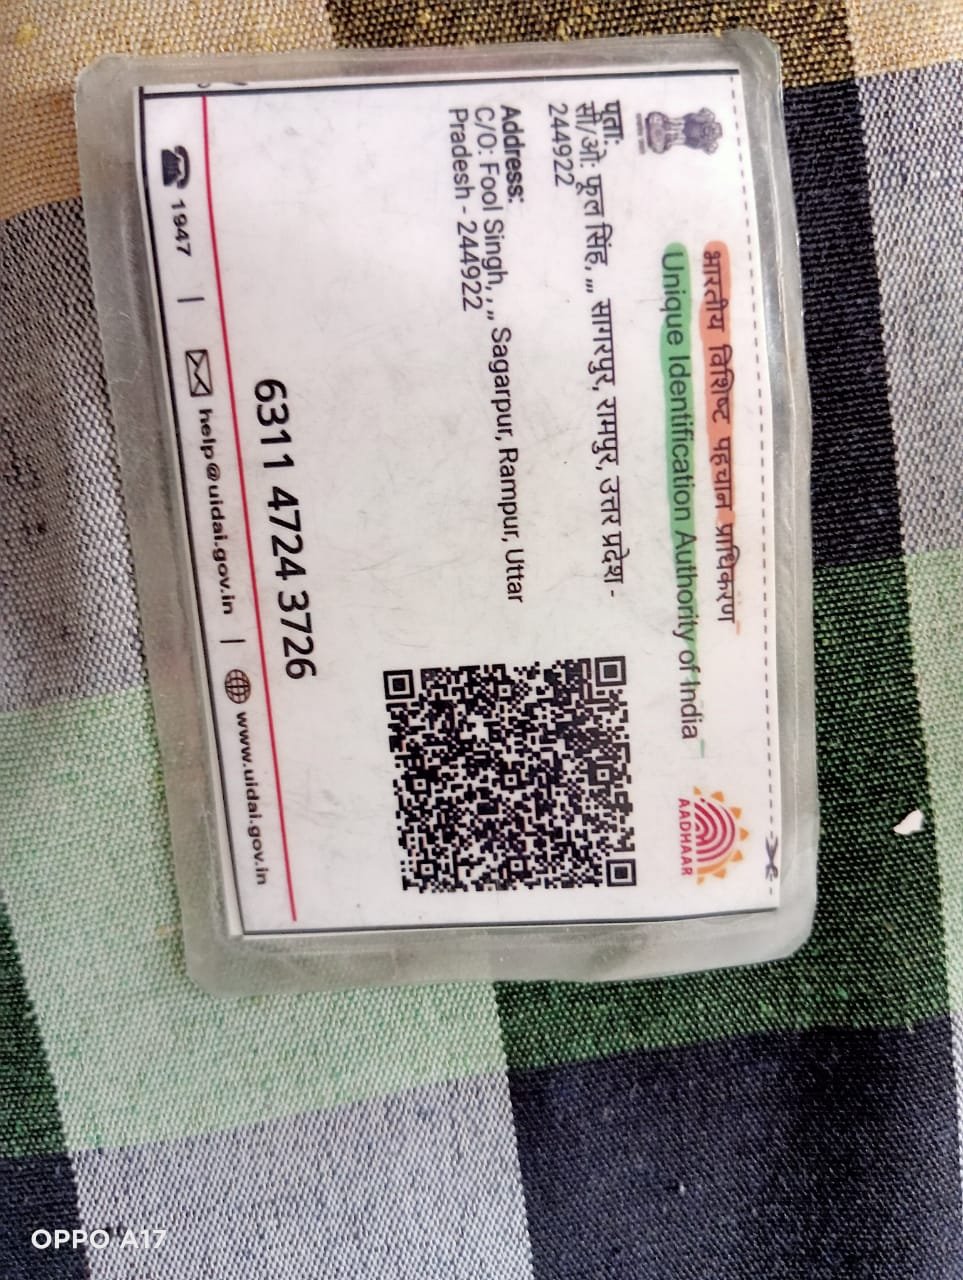 भारतीय विशिष्ट पहचान प्राधिकरण
Unique Identification Authority of India
AADHAAR
पता:
सी/ओ: फूल सिंह, ,,, सागरपुर, रामपुर, उत्तर प्रदेश -
244922
Address:
C/O: Fool Singh, , ,, Sagarpur, Rampur, Uttar
Pradesh - 244922
6311 4724 3726
1947 | help@uidai.gov.in | www.uidai.gov.in
OPPO A17